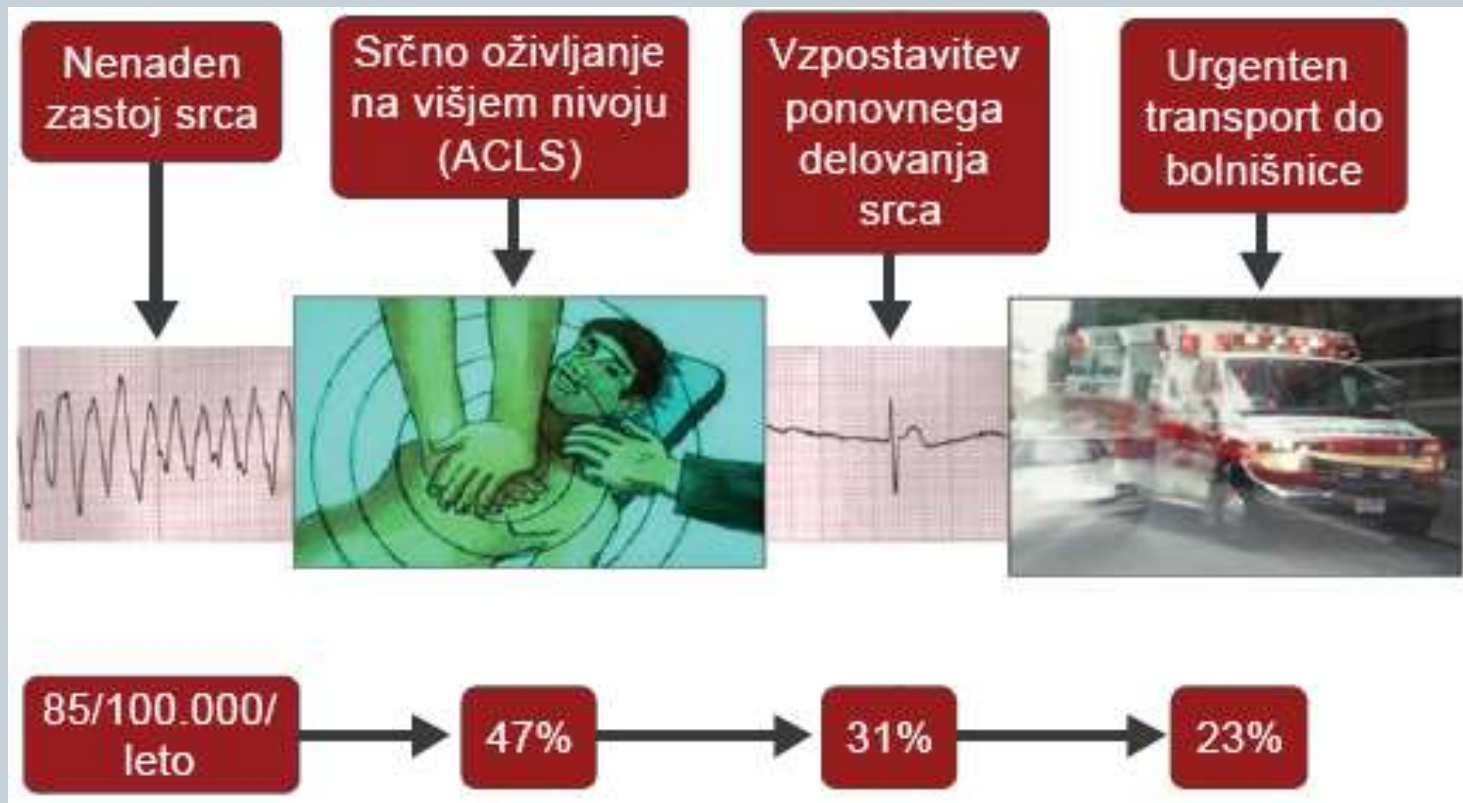 Nenaden
zastoj srca
Srčno oživljanje
na višjem nivoju
(ACLS)
Vzpostavitev
ponovnega
delovanja
srca
Urgenten
transport do
bolnišnice
85/100.000/
leto
47%
31%
23%